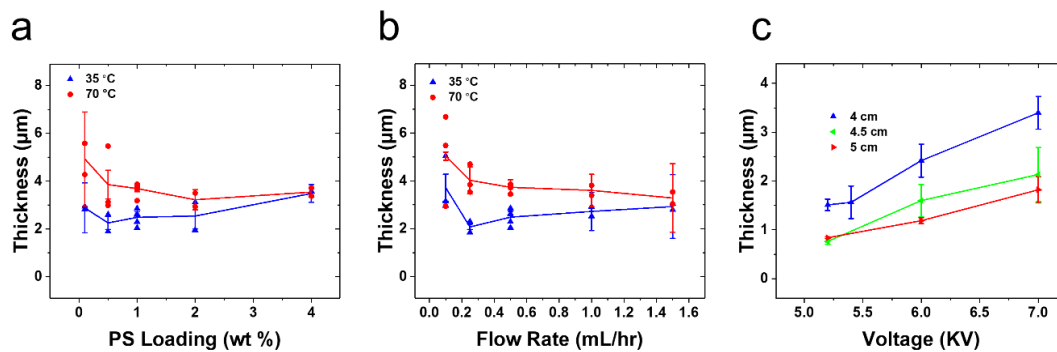 a
b
c
35 °C
70 °C
8
6
4
2
0
Thickness (μm)
0
1
2
3
4
PS Loading (wt %)
35 °C
70 °C
8
6
4
2
0
Thickness (μm)
0.0
0.2
0.4
0.6
0.8
1.0
1.2
1.4
1.6
Flow Rate (mL/hr)
4 cm
4.5 cm
5 cm
4
3
2
1
0
Thickness (μm)
5.0
5.5
6.0
6.5
7.0
Voltage (KV)